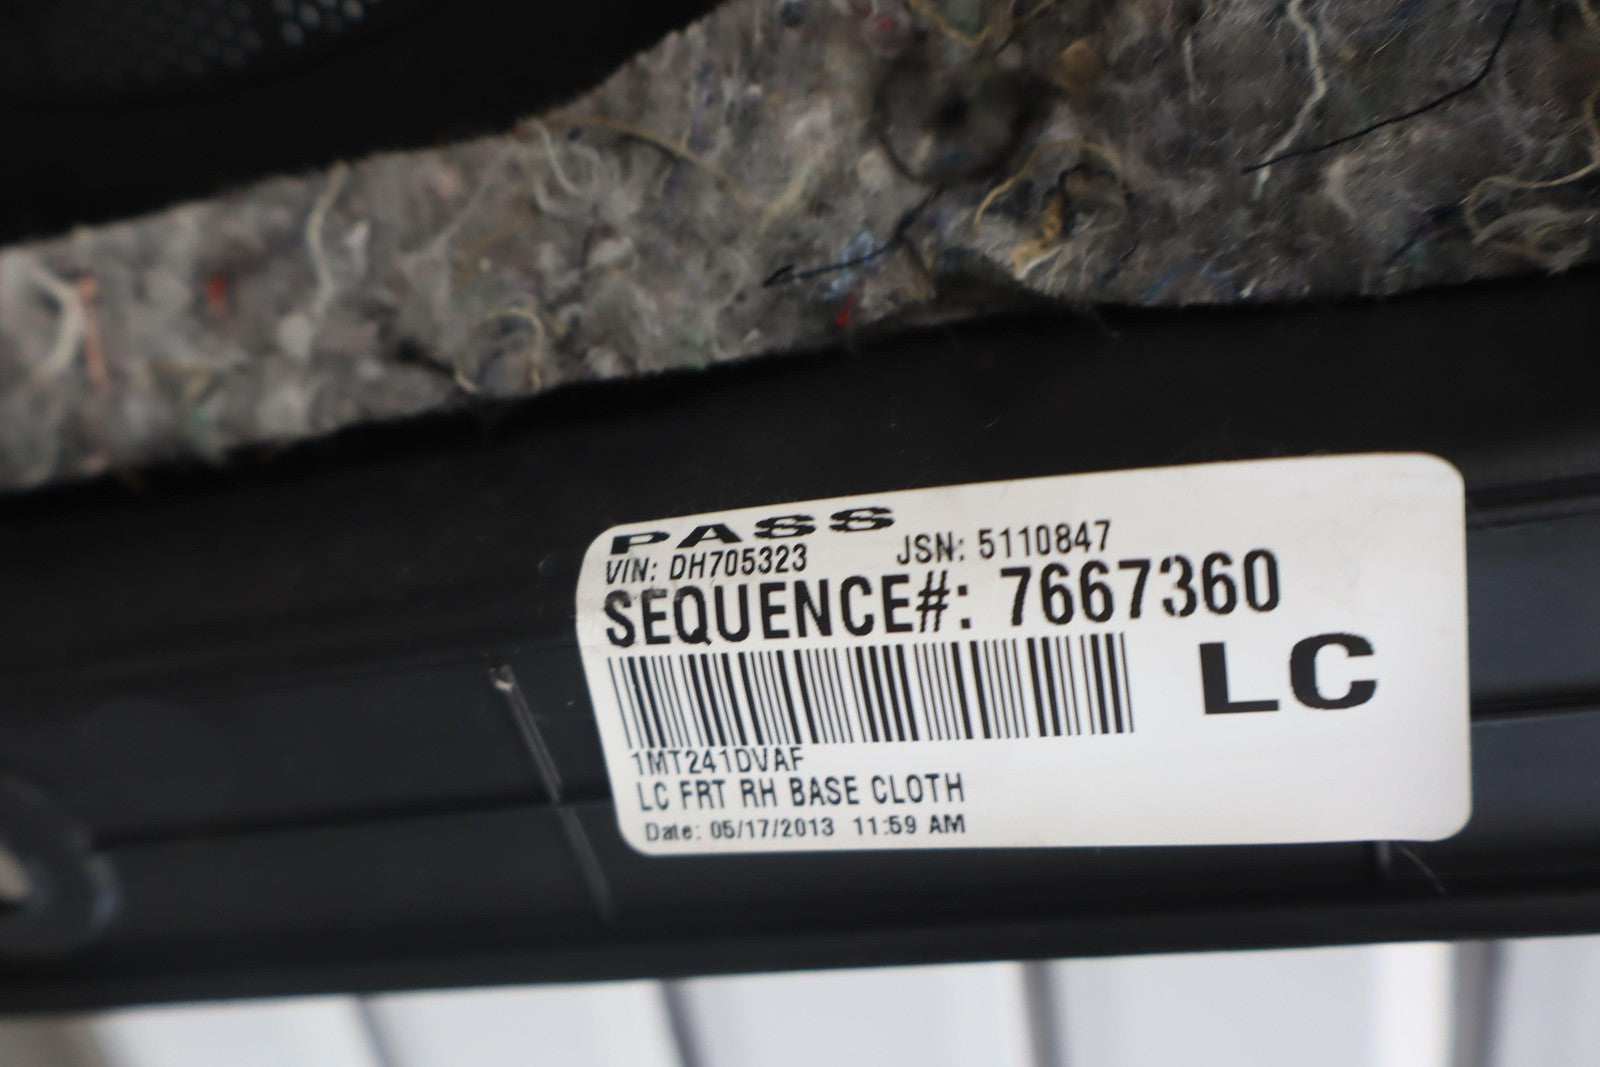 PASS
VIN: DH705323 JSN: 5110847
SEQUENCE#: 7667360
LC
1MT241DVAF
LC FRT RH BASE CLOTH
Date: 05/17/2013 11:59 AM